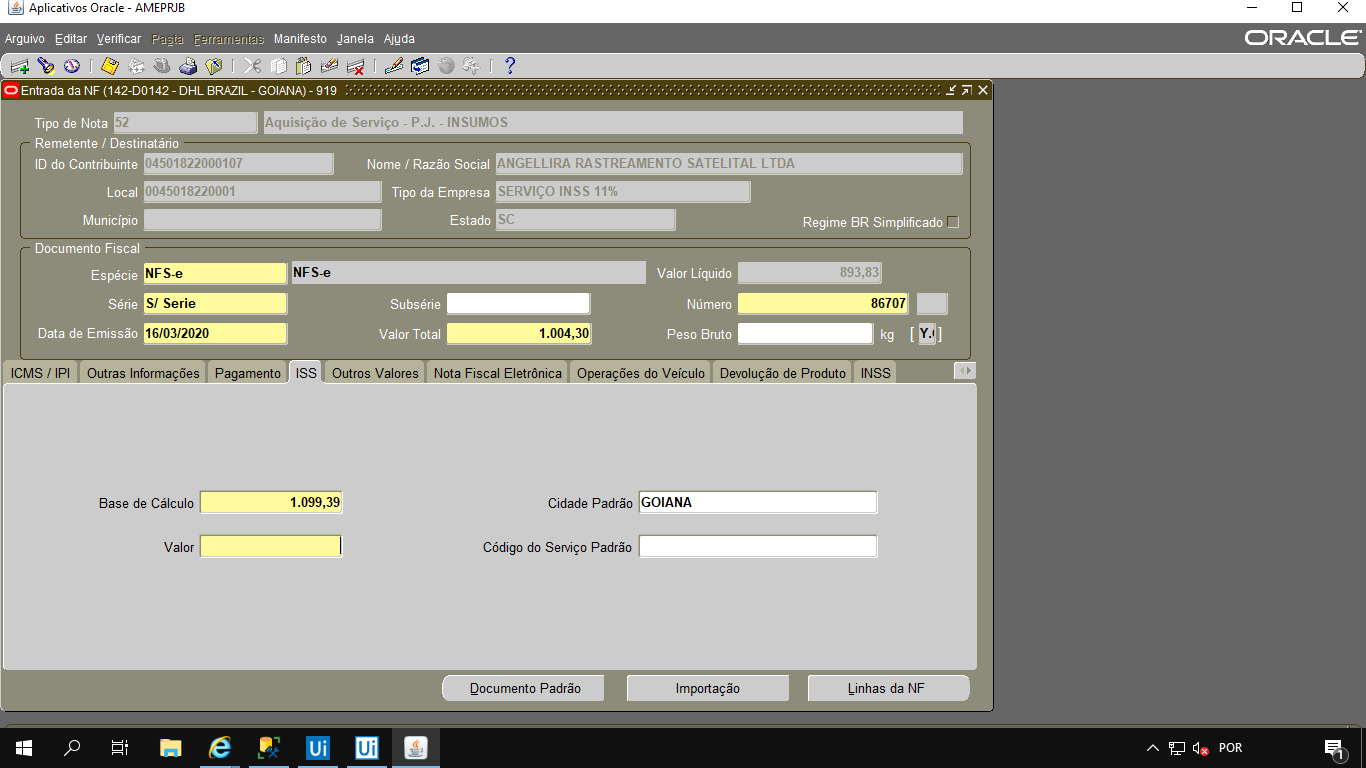 Aplicativos Oracle - AMEPRJB
Arquivo Editar Verificar Pasta Ferramentas Manifesto Janela Ajuda
ORACLE
Entrada da NF (142-D0142 - DHL BRAZIL - GOIANA) - 919
Tipo de Nota 52 Aquisição de Serviço - P.J. - INSUMOS
Remetente / Destinatário
ID do Contribuinte 04501822000107 Nome / Razão Social ANGELLIRA RASTREAMENTO SATELITAL LTDA
Local 0045018220001 Tipo da Empresa SERVIÇO INSS 11%
Município Estado SC Regime BR Simplificado
Documento Fiscal
Espécie NFS-e NFS-e Valor Líquido 893,83
Série S/ Serie Subsérie Número 86707
Data de Emissão 16/03/2020 Valor Total 1.004,30 Peso Bruto kg [ Y. ]
ICMS / IPI Outras Informações Pagamento ISS Outros Valores Nota Fiscal Eletrônica Operações do Veículo Devolução de Produto INSS
Base de Cálculo 1.099,39 Cidade Padrão GOIANA
Valor Código do Serviço Padrão
Documento Padrão Importação Linhas da NF
Ui Ui POR 1